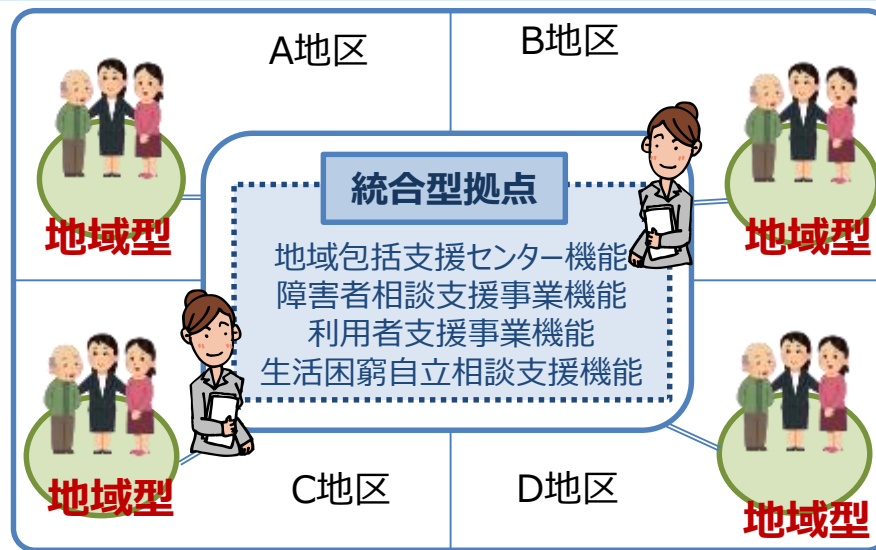 A地区
B地区
地域型
地域型
統合型拠点
地域包括支援センター機能
障害者相談支援事業機能
利用者支援事業機能
生活困窮自立相談支援機能
地域型
地域型
C地区
D地区